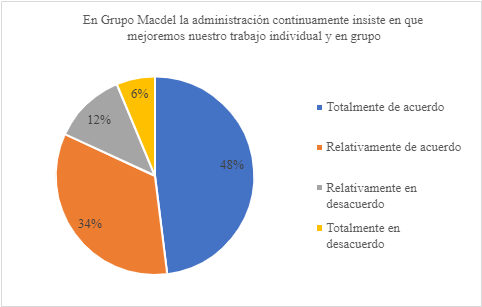 En Grupo Macdel la administración continuamente insiste en que
mejoremos nuestro trabajo individual y en grupo
6%
12%
48%
34%
Totalmente de acuerdo
Relativamente de acuerdo
Relativamente en
desacuerdo
Totalmente en
desacuerdo